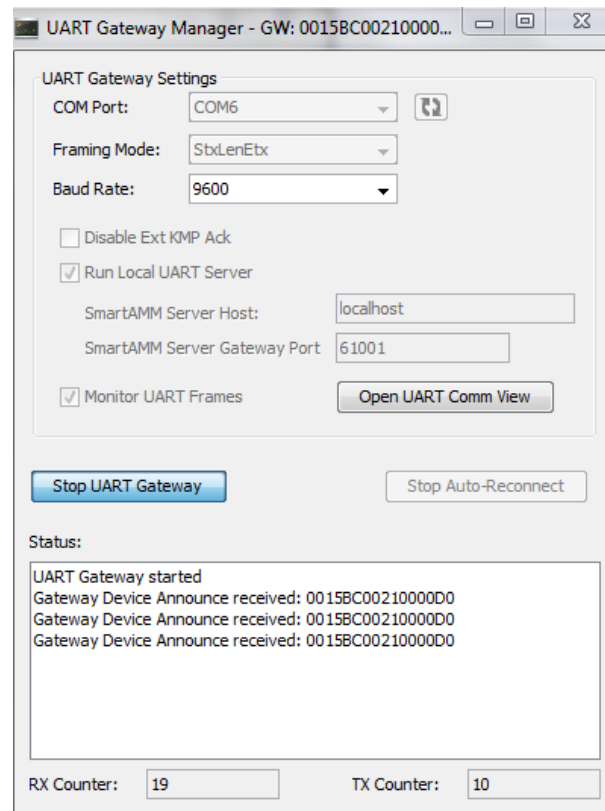 UART Gateway Manager - GW: 0015BC00210000...
UART Gateway Settings
COM Port: COM6
Framing Mode: StxLenEtx
Baud Rate: 9600
Disable Ext KMP Ack
Run Local UART Server
SmartAMM Server Host: localhost
SmartAMM Server Gateway Port 61001
Monitor UART Frames Open UART Comm View
Stop UART Gateway Stop Auto-Reconnect
Status:
UART Gateway started
Gateway Device Announce received: 0015BC00210000D0
Gateway Device Announce received: 0015BC00210000D0
Gateway Device Announce received: 0015BC00210000D0
RX Counter: 19 TX Counter: 10